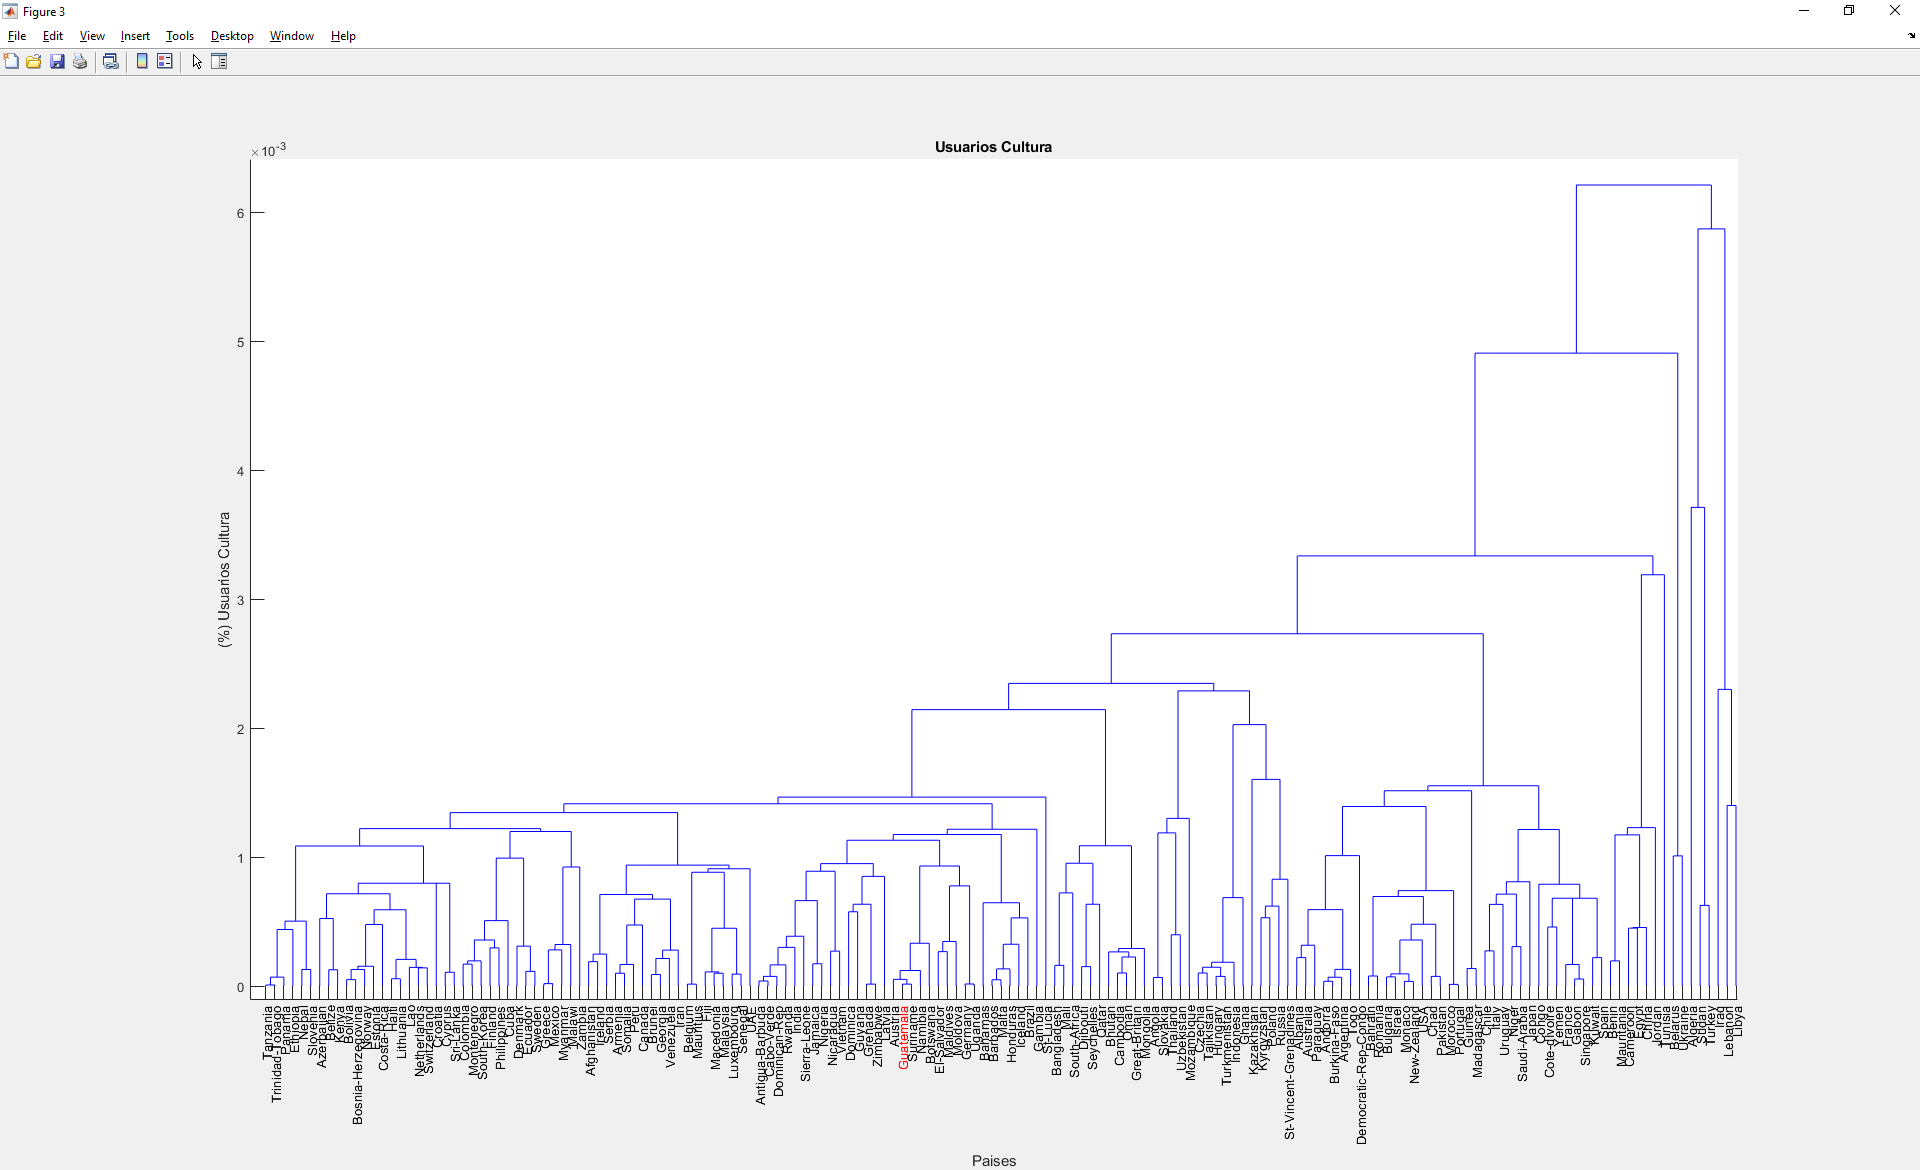 Figure 3
File Edit View Insert Tools Desktop Window Help
Usuarios Cultura
×10-3
6
5
4
3
2
1
0
(%) Usuarios Cultura
Tanzania
Trinidad-Tobago
Panama
Ethiopia
Nepal
Slovenia
Azerbaijan
Belize
Kenya
Bolivia
Bosnia-Herzegovina
Norway
Estonia
Costa-Rica
Haiti
Lithuania
Lao
Netherlands
Switzerland
Croatia
Cyprus
Sri-Lanka
Colombia
Montenegro
South-Korea
Finland
Philippines
Cuba
Denmark
Ecuador
Sweden
Greece
Mexico
Myanmar
Malawi
Zambia
Afghanistan
Ireland
Serbia
Armenia
Somalia
Peru
Canada
Brunei
Georgia
Venezuela
Iran
Belgium
Mauritius
Fiji
Macedonia
Malaysia
Luxembourg
Senegal
UAE
Antigua-Barbuda
Cabo-Verde
Dominican-Rep
Rwanda
India
Sierra-Leone
Jamaica
Nigeria
Nicaragua
Vietnam
Dominica
Guyana
Grenada
Zimbabwe
Latvia
Austria
Guatemala
Suriname
Namibia
Botswana
El-Salvador
Maldives
Moldova
Germany
Uganda
Bahamas
Barbados
Malta
Honduras
Iceland
Brazil
Gambia
St-Lucia
Bangladesh
Mali
South-Africa
Djibouti
Seychelles
Qatar
Bhutan
Cambodia
Oman
Great-Britain
Mongolia
Angola
Slovakia
Thailand
Uzbekistan
Mozambique
Czechia
Tajikistan
Hungary
Turkmenistan
Indonesia
Ghana
Kazakhstan
Kyrgyzstan
Poland
Russia
St-Vincent-Grenadines
Albania
Australia
Paraguay
Andorra
Burkina-Faso
Argentina
Togo
Democratic-Rep-Congo
Bahrain
Romania
Bulgaria
Israel
Monaco
New-Zealand
USA
Chad
Pakistan
Morocco
Portugal
Guinea
Madagascar
Chile
Italy
Uruguay
Niger
Saudi-Arabia
Japan
Congo
Cote-divoire
Yemen
France
Gabon
Singapore
Kuwait
Spain
Benin
Mauritania
Cameroon
Egypt
China
Jordan
Tunisia
Belarus
Ukraine
Algeria
Sudan
Turkey
Iraq
Lebanon
Libya
Paises